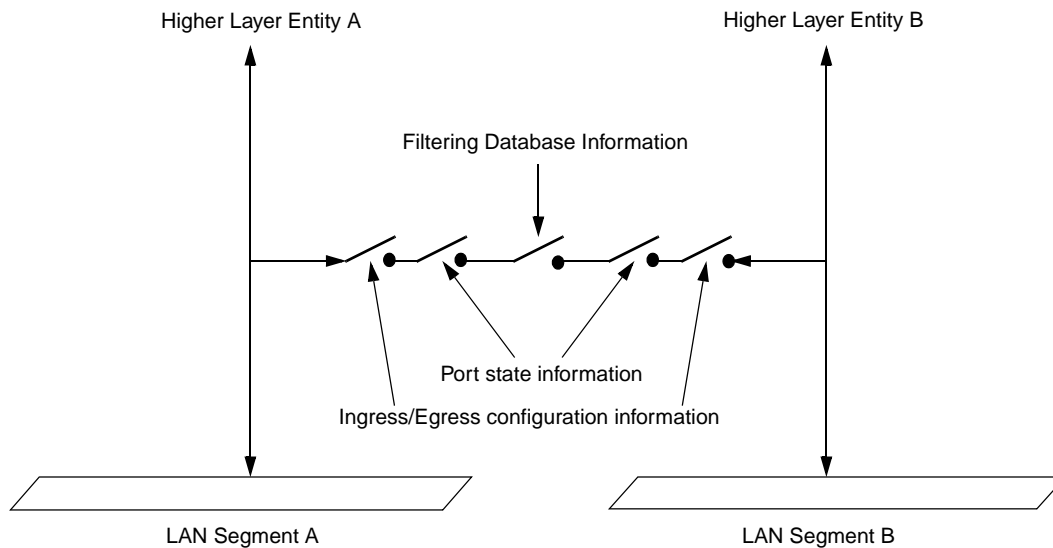 Higher Layer Entity A
Higher Layer Entity B
Filtering Database Information
Port state information
Ingress/Egress configuration information
LAN Segment A
LAN Segment B